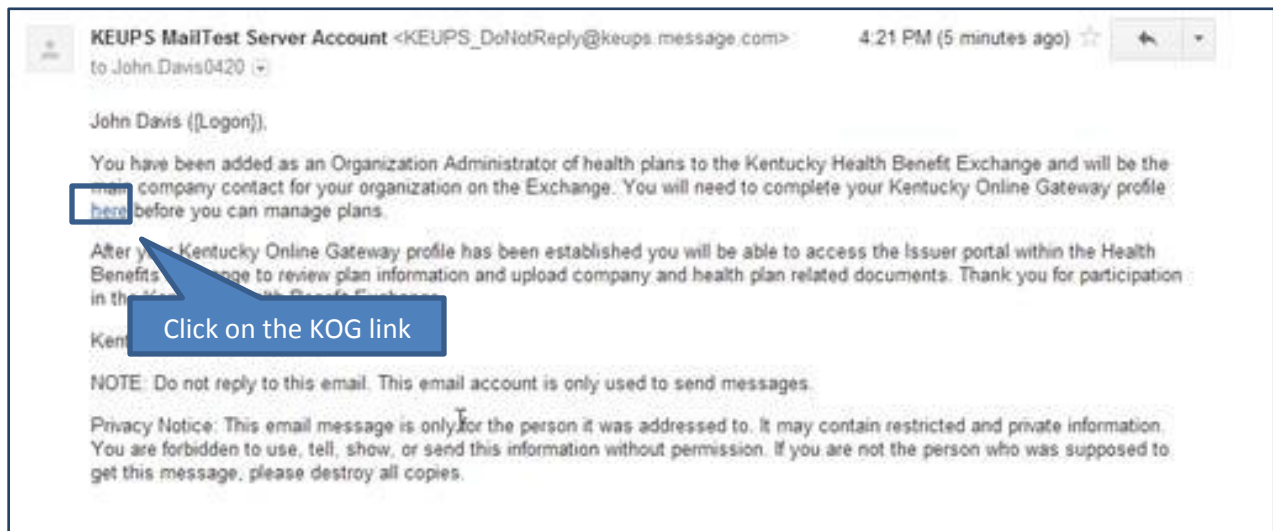 KEUPS MailTest Server Account <KEUPS_DoNotReply@keups.message.com> 4:21 PM (5 minutes ago)
to John.Davis0420
John Davis ({Logon}),
You have been added as an Organization Administrator of health plans to the Kentucky Health Benefit Exchange and will be the
main company contact for your organization on the Exchange. You will need to complete your Kentucky Online Gateway profile
here before you can manage plans.
After Kentucky Online Gateway profile has been established you will be able to access the Issuer portal within the Health
Benefits to review plan information and upload company and health plan related documents. Thank you for participation
in the
Click on the KOG link
NOTE: Do not reply to this email. This email account is only used to send messages.
Privacy Notice: This email message is only for the person it was addressed to. It may contain restricted and private information.
You are forbidden to use, tell, show, or send this information without permission. If you are not the person who was supposed to
get this message, please destroy all copies.